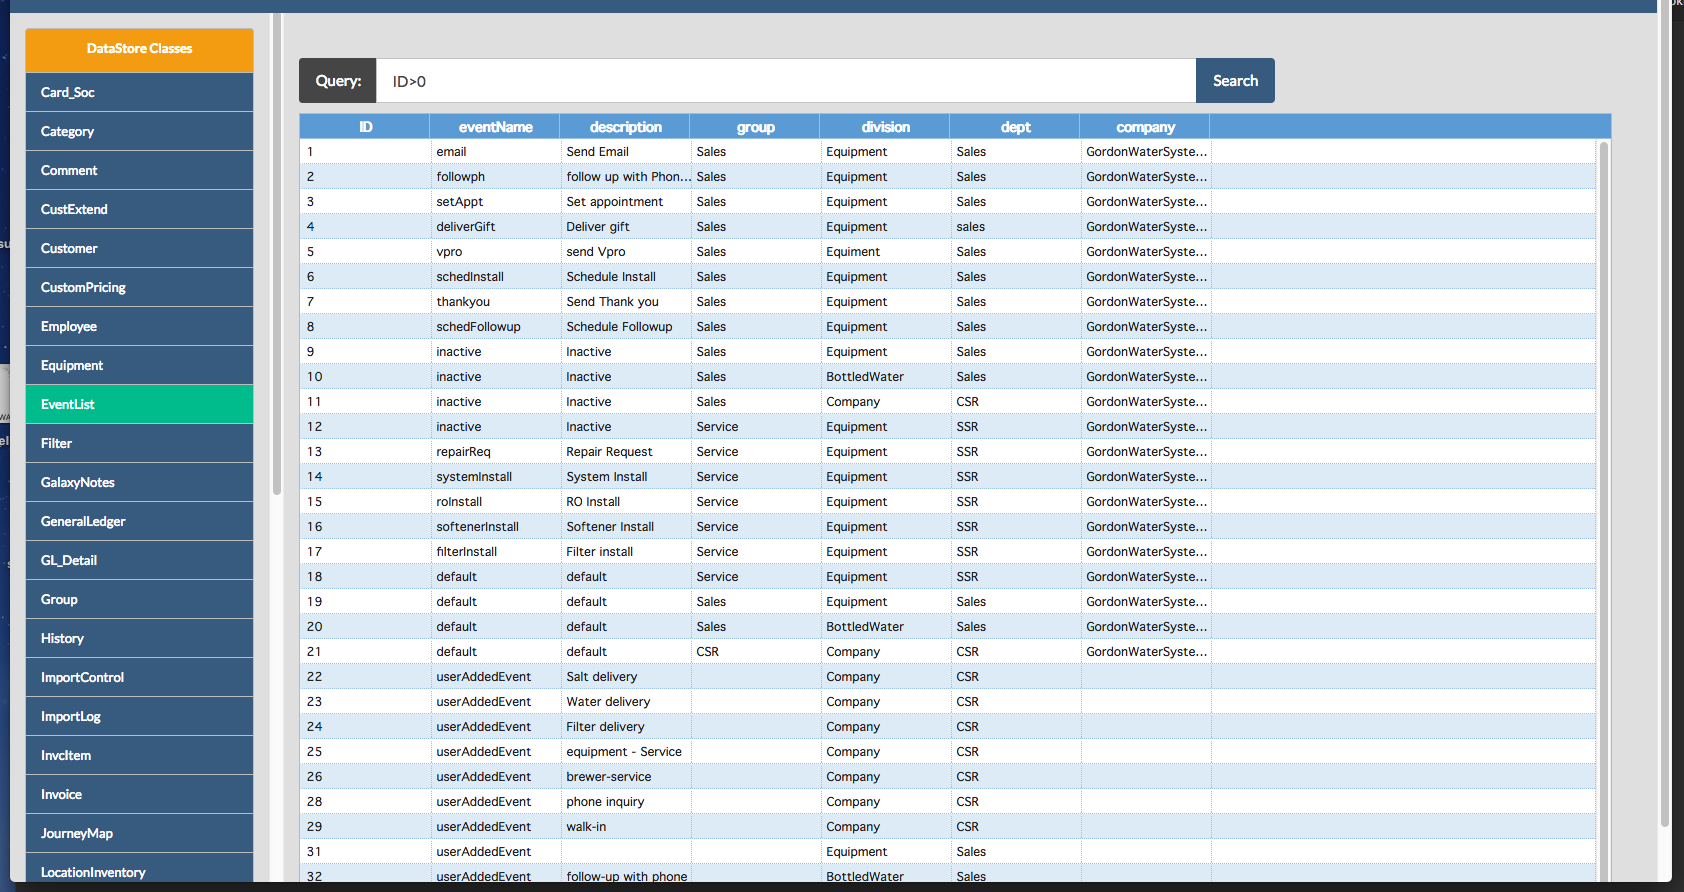 DataStore Classes
Card_Soc
Category
Comment
CustExtend
Customer
CustomPricing
Employee
Equipment
EventList
Filter
GalaxyNotes
GeneralLedger
GL_Detail
Group
History
ImportControl
ImportLog
InvcItem
Invoice
JourneyMap
LocationInventory
Query: ID>0 Search
ID eventName description group division dept company
1 email Send Email Sales Equipment Sales GordonWaterSyste...
2 followph follow up with Phon... Sales Equipment Sales GordonWaterSyste...
3 setAppt Set appointment Sales Equipment Sales GordonWaterSyste...
4 deliverGift Deliver gift Sales Equipment sales GordonWaterSyste...
5 vpro send Vpro Sales Equiment Sales GordonWaterSyste...
6 schedInstall Schedule Install Sales Equipment Sales GordonWaterSyste...
7 thankyou Send Thank you Sales Equipment Sales GordonWaterSyste...
8 schedFollowup Schedule Followup Sales Equipment Sales GordonWaterSyste...
9 inactive Inactive Sales Equipment Sales GordonWaterSyste...
10 inactive Inactive Sales BottledWater Sales GordonWaterSyste...
11 inactive Inactive Sales Company CSR GordonWaterSyste...
12 inactive Inactive Service Equipment SSR GordonWaterSyste...
13 repairReq Repair Request Service Equipment SSR GordonWaterSyste...
14 systemInstall System Install Service Equipment SSR GordonWaterSyste...
15 roInstall RO Install Service Equipment SSR GordonWaterSyste...
16 softenerInstall Softener Install Service Equipment SSR GordonWaterSyste...
17 filterInstall Filter install Service Equipment SSR GordonWaterSyste...
18 default default Service Equipment SSR GordonWaterSyste...
19 default default Sales Equipment Sales GordonWaterSyste...
20 default default Sales BottledWater Sales GordonWaterSyste...
21 default default CSR Company CSR GordonWaterSyste...
22 userAddedEvent Salt delivery Company CSR
23 userAddedEvent Water delivery Company CSR
24 userAddedEvent Filter delivery Company CSR
25 userAddedEvent equipment - Service Company CSR
26 userAddedEvent brewer-service Company CSR
28 userAddedEvent phone inquiry Company CSR
29 userAddedEvent walk-in Company CSR
31 userAddedEvent Equipment Sales
32 userAddedEvent follow-up with phone BottledWater Sales